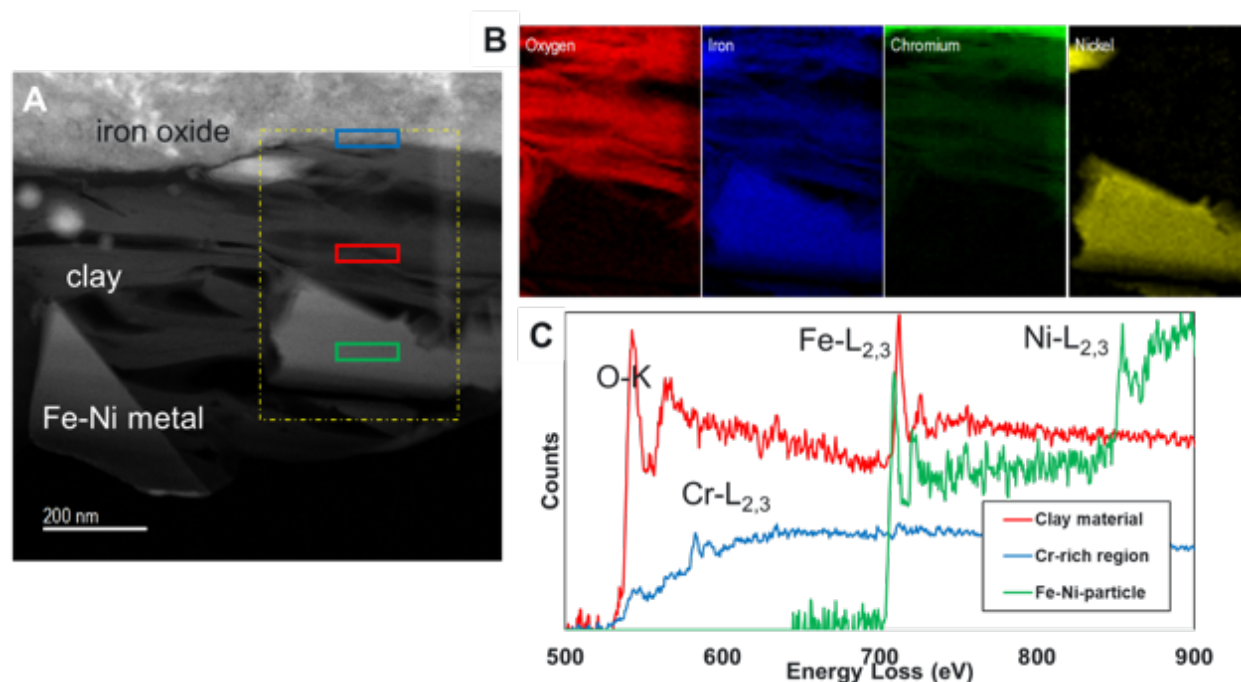 A
iron oxide
clay
Fe-Ni metal
200 nm
B
Oxygen
Iron
Chromium
Nickel
C
O-K
Cr-L2,3
Fe-L2,3
Ni-L2,3
Counts
Clay material
Cr-rich region
Fe-Ni-particle
500 600 700 800 900
Energy Loss (eV)